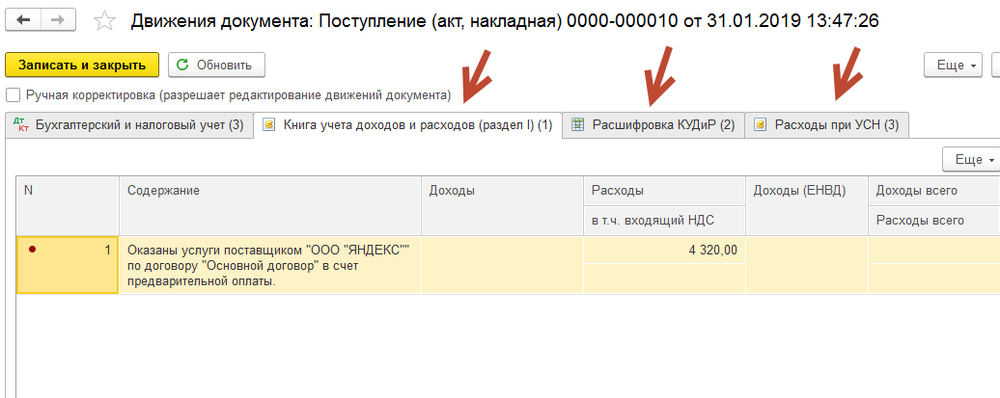 Движения документа: Поступление (акт, накладная) 0000-000010 от 31.01.2019 13:47:26
Записать и закрыть Обновить Еще
Ручная корректировка (разрешает редактирование движений документа)
Дт Кт Бухгалтерский и налоговый учет (3) Книга учета доходов и расходов (раздел I) (1) Расшифровка КУДиР (2) Расходы при УСН (3)
Еще
N Содержание Доходы Расходы Доходы (ЕНВД) Доходы всего
в т.ч. входящий НДС Расходы всего
1 Оказаны услуги поставщиком "ООО "ЯНДЕКС"" 4 320,00
по договору "Основной договор" в счет
предварительной оплаты.